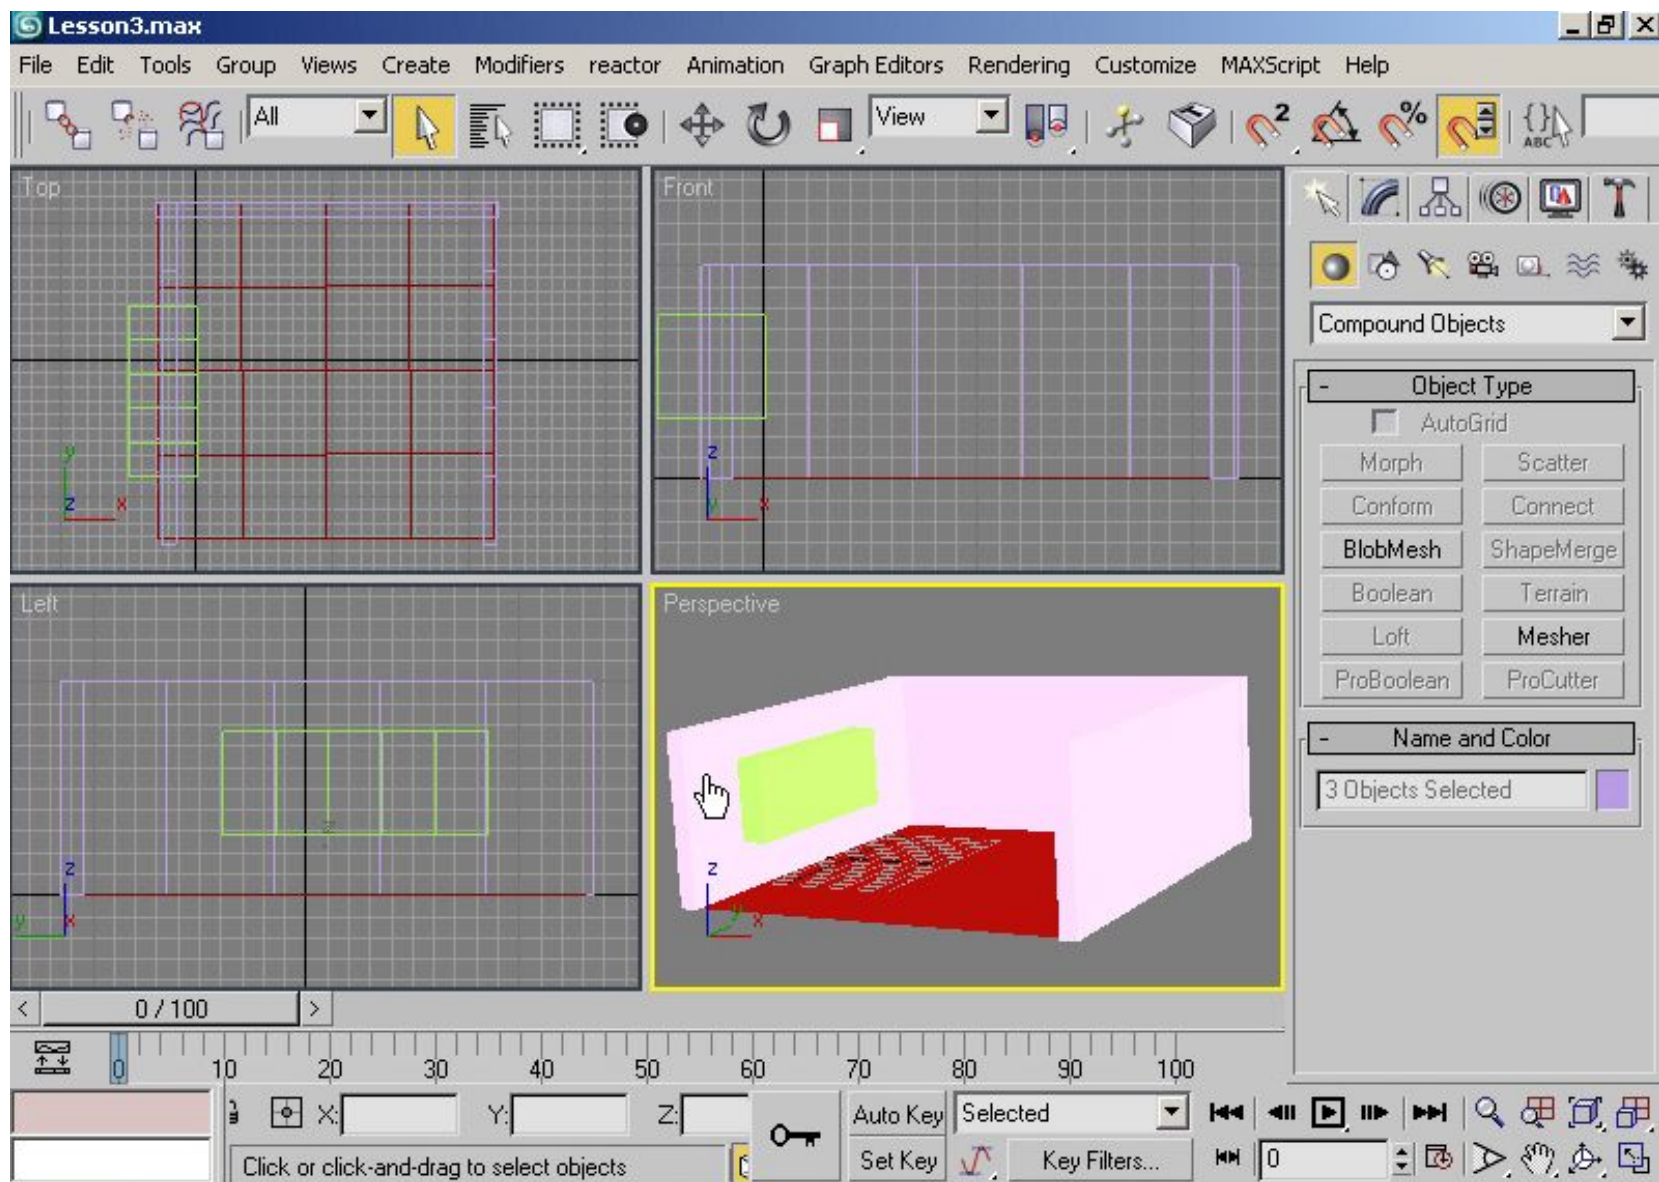 Lesson3.max
File Edit Tools Group Views Create Modifiers reactor Animation Graph Editors Rendering Customize MAXScript Help
All View 2 % {} ABC
Top Front
y z x
z y x
Compound Objects
- Object Type
AutoGrid
Morph Scatter
Conform Connect
BlobMesh ShapeMerge
Boolean Terrain
Loft Mesher
ProBoolean ProCutter
- Name and Color
3 Objects Selected
Left Perspective
z y x
z y x
< 0 / 100 >
0 10 20 30 40 50 60 70 80 90 100
X: Y: Z: Auto Key Selected
Click or click-and-drag to select objects Set Key Key Filters... 0